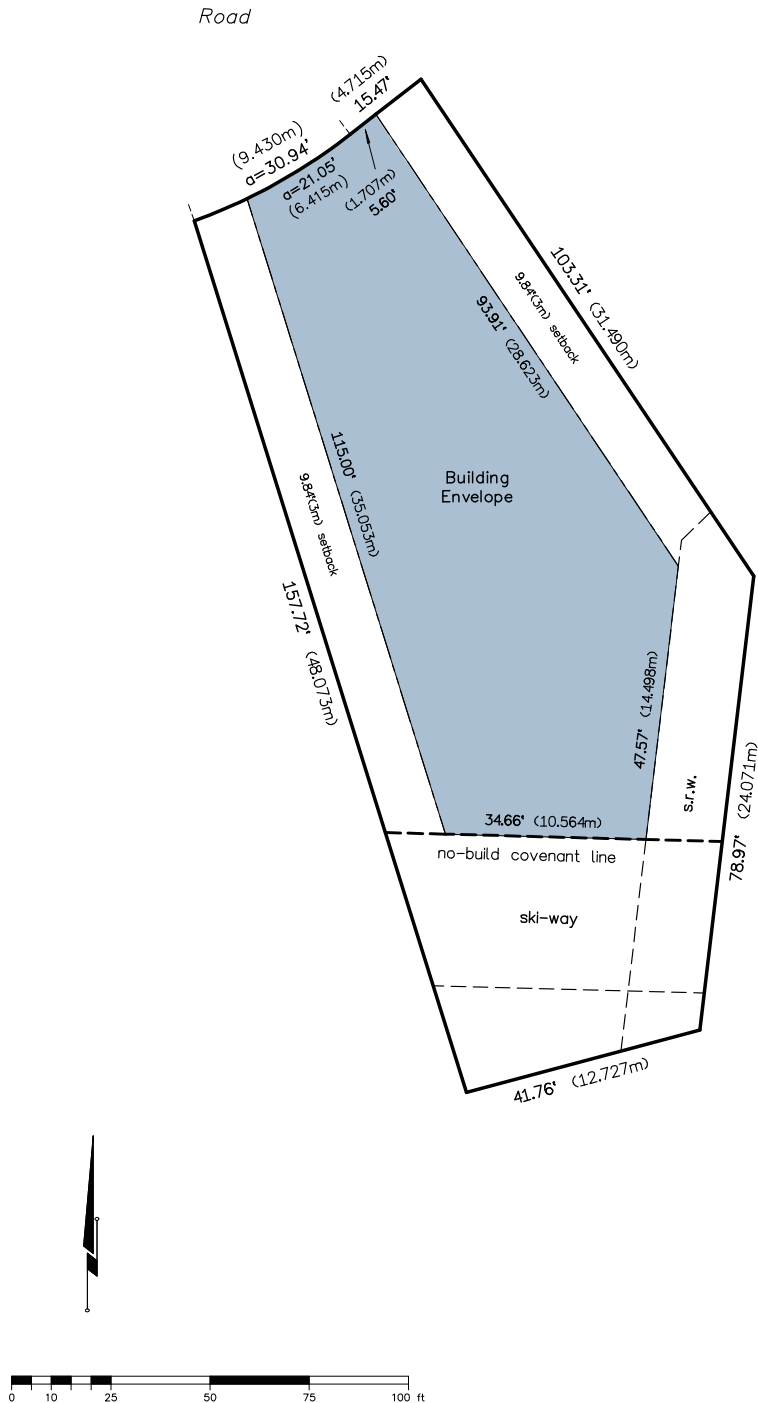 Road
(4.715m)
15.47'
(9.430m)
a=30.94'
a=21.05'
(6.415m)
(1.707m)
5.60'
103.31' (31.490m)
9.84'(3m) setback
93.91' (28.623m)
115.00' (35.053m)
Building
Envelope
9.84'(3m) setback
157.72' (48.073m)
47.57' (14.498m)
s.r.w.
78.97' (24.071m)
34.66' (10.564m)
no-build covenant line
ski-way
41.76' (12.727m)
0 10 25 50 75 100 ft